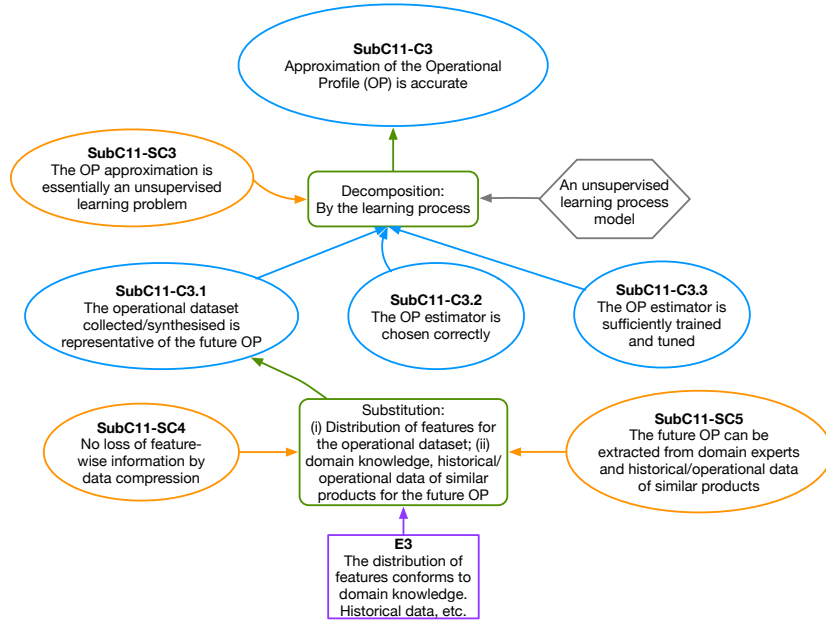 SubC11-C3
Approximation of the Operational
Profile (OP) is accurate
SubC11-SC3
The OP approximation is
essentially an unsupervised
learning problem
Decomposition:
By the learning process
An unsupervised
learning process
model
SubC11-C3.1
The operational dataset
collected/synthesised is
representative of the future OP
SubC11-C3.2
The OP estimator is
chosen correctly
SubC11-C3.3
The OP estimator is
sufficiently trained
and tuned
SubC11-SC4
No loss of feature-
wise information by
data compression
Substitution:
(i) Distribution of features for
the operational dataset; (ii)
domain knowledge, historical/
operational data of similar
products for the future OP
SubC11-SC5
The future OP can be
extracted from domain experts
and historical/operational data
of similar products
E3
The distribution of
features conforms to
domain knowledge.
Historical data, etc.